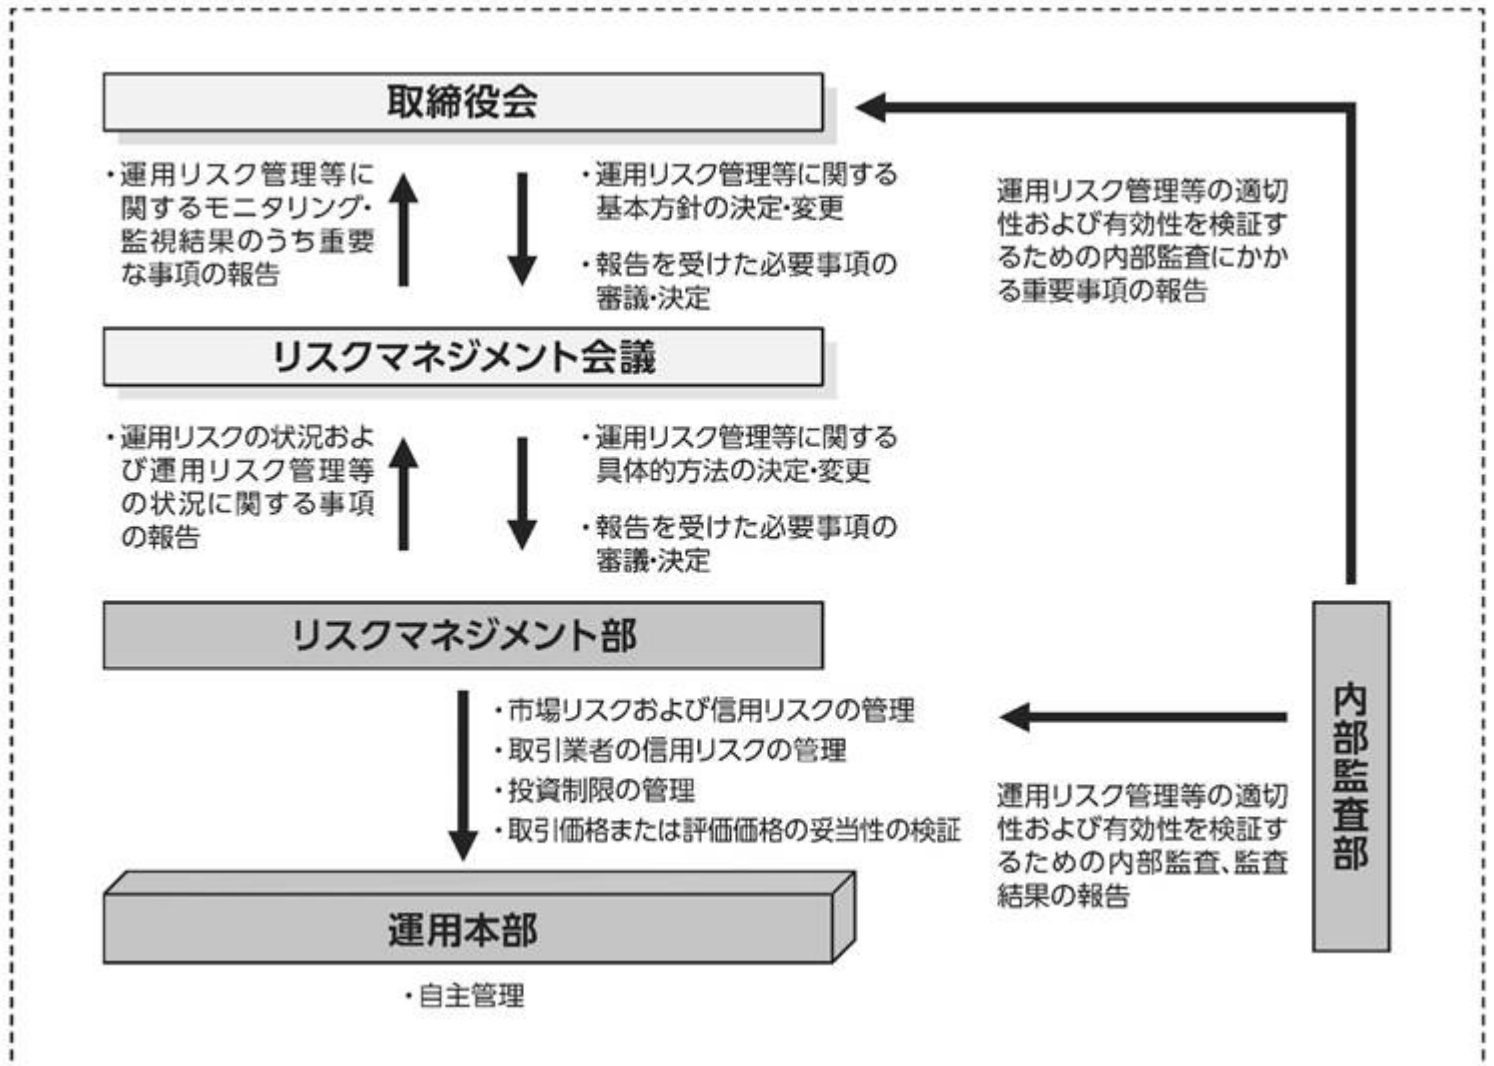 取締役会
・運用リスク管理等に
関するモニタリング・
監視結果のうち重要
な事項の報告
・運用リスク管理等に関する
基本方針の決定・変更
・報告を受けた必要事項の
審議・決定
運用リスク管理等の適切
性および有効性を検証す
るための内部監査にかか
る重要事項の報告
リスクマネジメント会議
・運用リスクの状況およ
び運用リスク管理等
の状況に関する事項
の報告
・運用リスク管理等に関する
具体的方法の決定・変更
・報告を受けた必要事項の
審議・決定
リスクマネジメント部
・市場リスクおよび信用リスクの管理
・取引業者の信用リスクの管理
・投資制限の管理
・取引価格または評価価格の妥当性の検証
運用リスク管理等の適切
性および有効性を検証す
るための内部監査、監査
結果の報告
内部監査部
運用本部
・自主管理